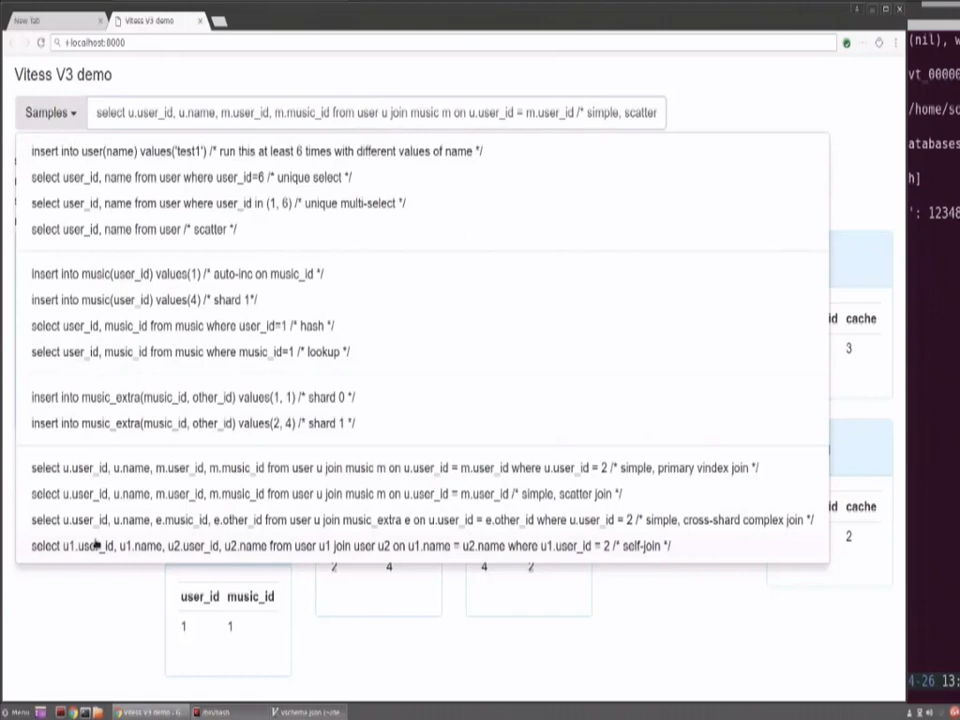 New Tab
Vitess V3 demo
localhost:8000
Vitess V3 demo
Samples
select u.user_id, u.name, m.user_id, m.music_id from user u join music m on u.user_id = m.user_id /* simple, scatter
insert into user(name) values('test1') /* run this at least 6 times with different values of name */
select user_id, name from user where user_id=6 /* unique select */
select user_id, name from user where user_id in (1, 6) /* unique multi-select */
select user_id, name from user /* scatter */
insert into music(user_id) values(1) /* auto-inc on music_id */
insert into music(user_id) values(4) /* shard 1*/
select user_id, music_id from music where user_id=1 /* hash */
select user_id, music_id from music where music_id=1 /* lookup */
insert into music_extra(music_id, other_id) values(1, 1) /* shard 0 */
insert into music_extra(music_id, other_id) values(2, 4) /* shard 1 */
select u.user_id, u.name, m.user_id, m.music_id from user u join music m on u.user_id = m.user_id where u.user_id = 2 /* simple, primary vindex join */
select u.user_id, u.name, m.user_id, m.music_id from user u join music m on u.user_id = m.user_id /* simple, scatter join */
select u.user_id, u.name, e.music_id, e.other_id from user u join music_extra e on u.user_id = e.other_id where u.user_id = 2 /* simple, cross-shard complex join */
select u1.user_id, u1.name, u2.user_id, u2.name from user u1 join user u2 on u1.name = u2.name where u1.user_id = 2 /* self-join */
id cache
3
id cache
2
2 4
4 2
user_id music_id
1 1
(nil), w
vt_00000
/home/so
atabases
h]
': 12348
4-26 13:
Menu
Vitess V3 demo - G
/bin/bash
vschema.json